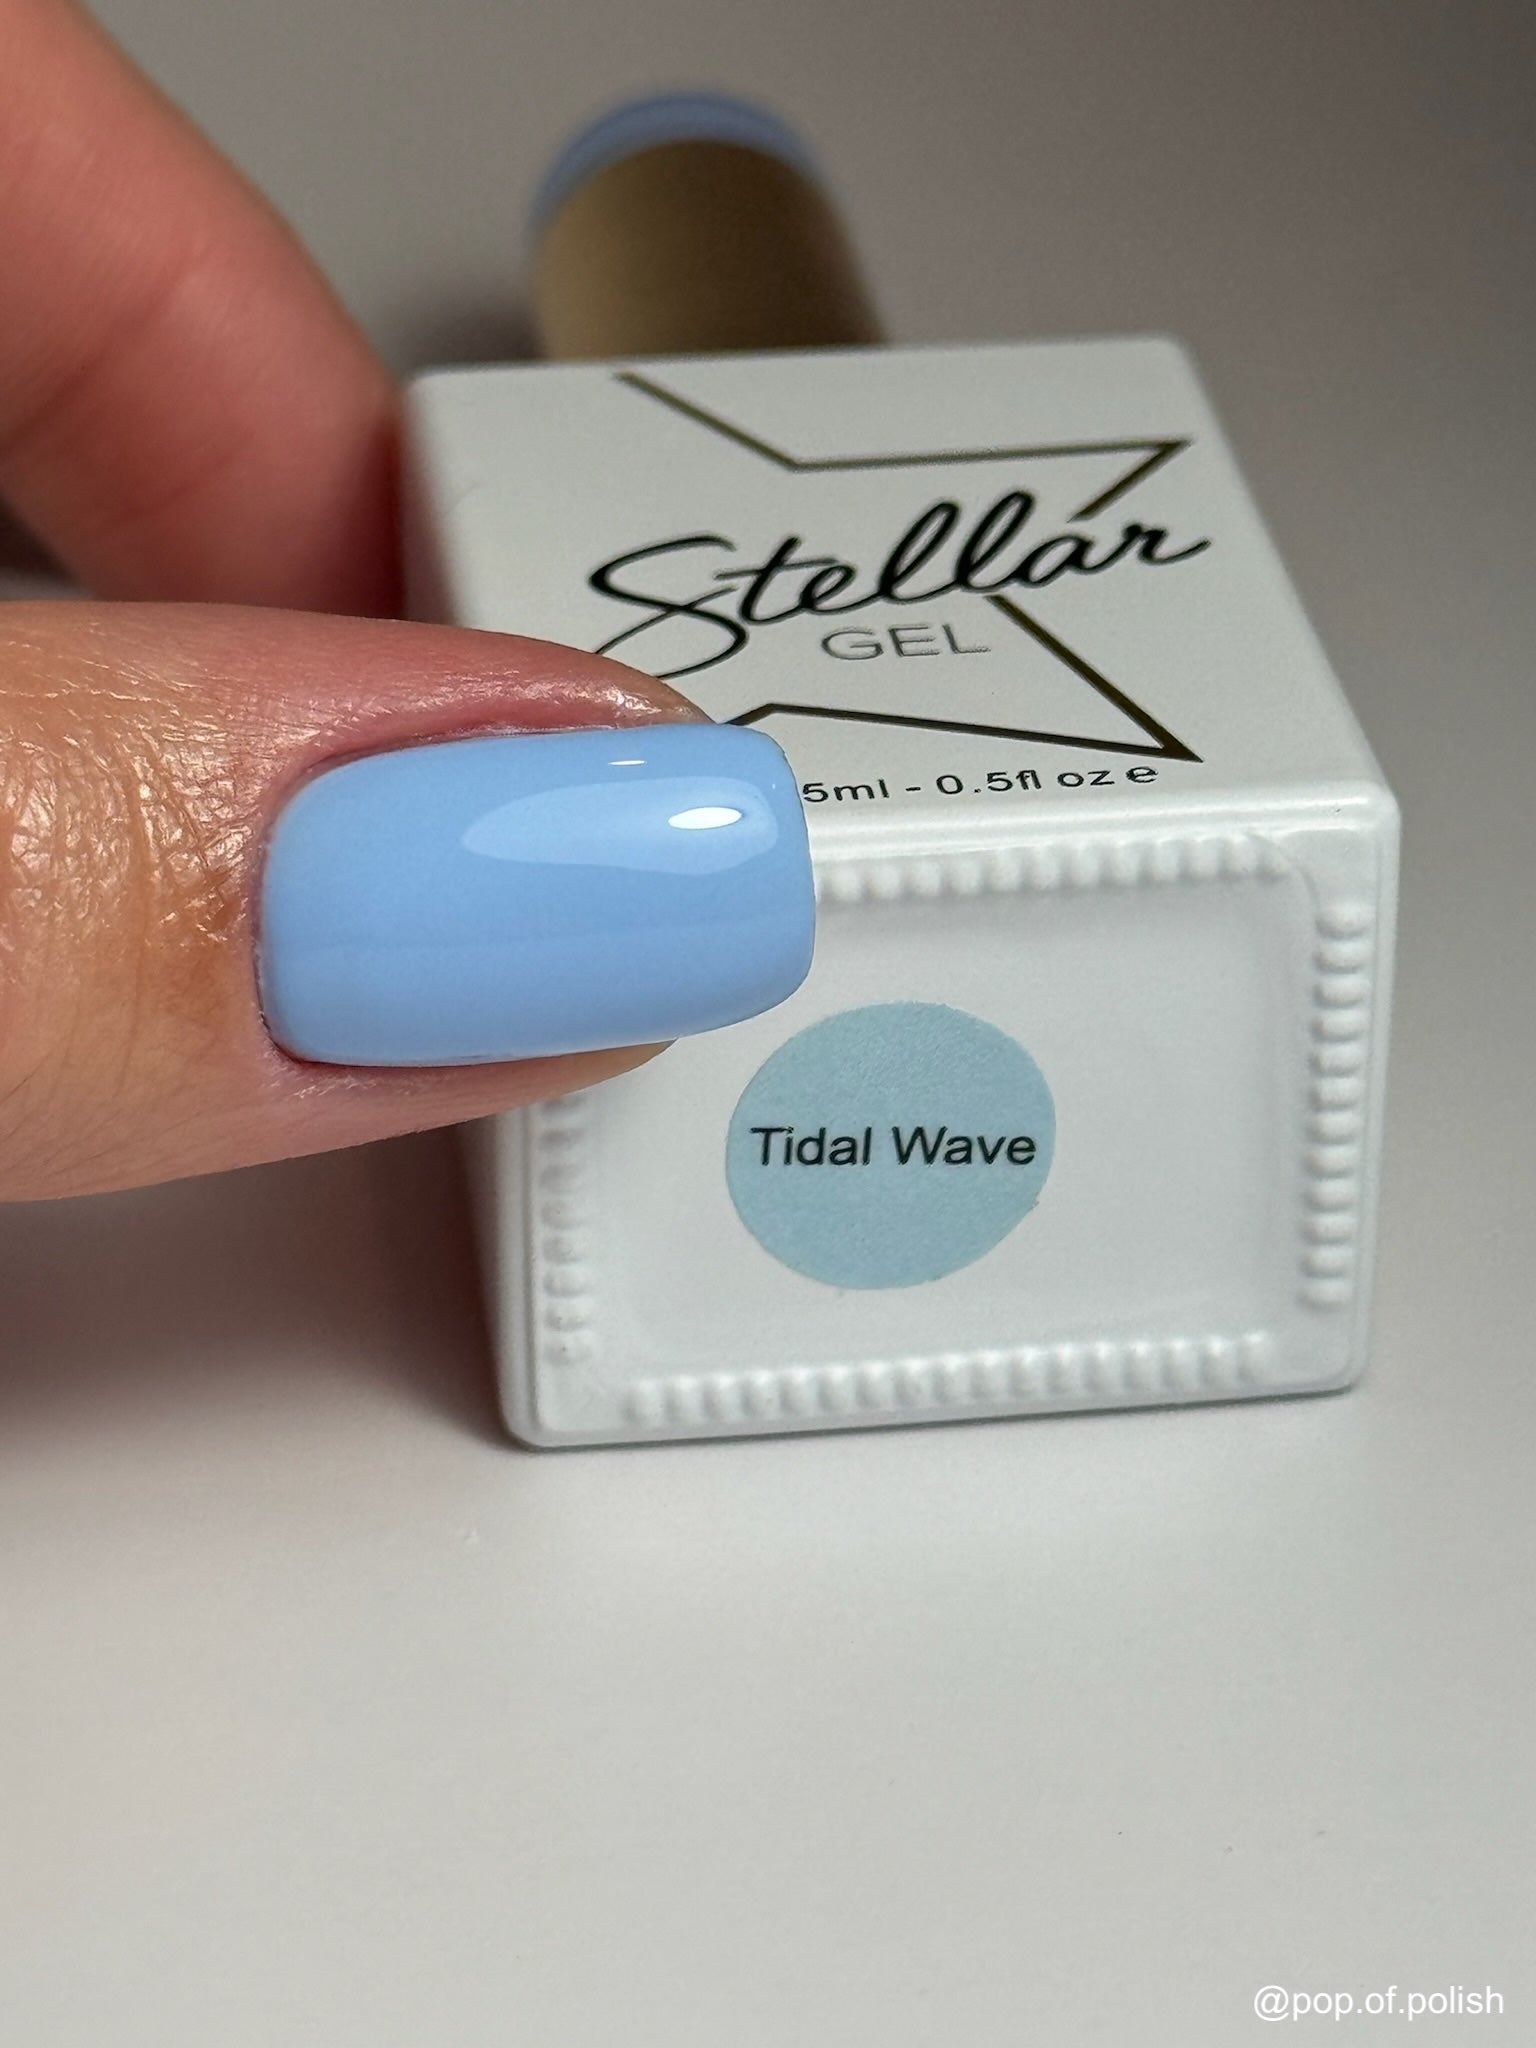 Stellar
GEL
5ml - 0.5fl oz e
Tidal Wave
@pop.of.polish